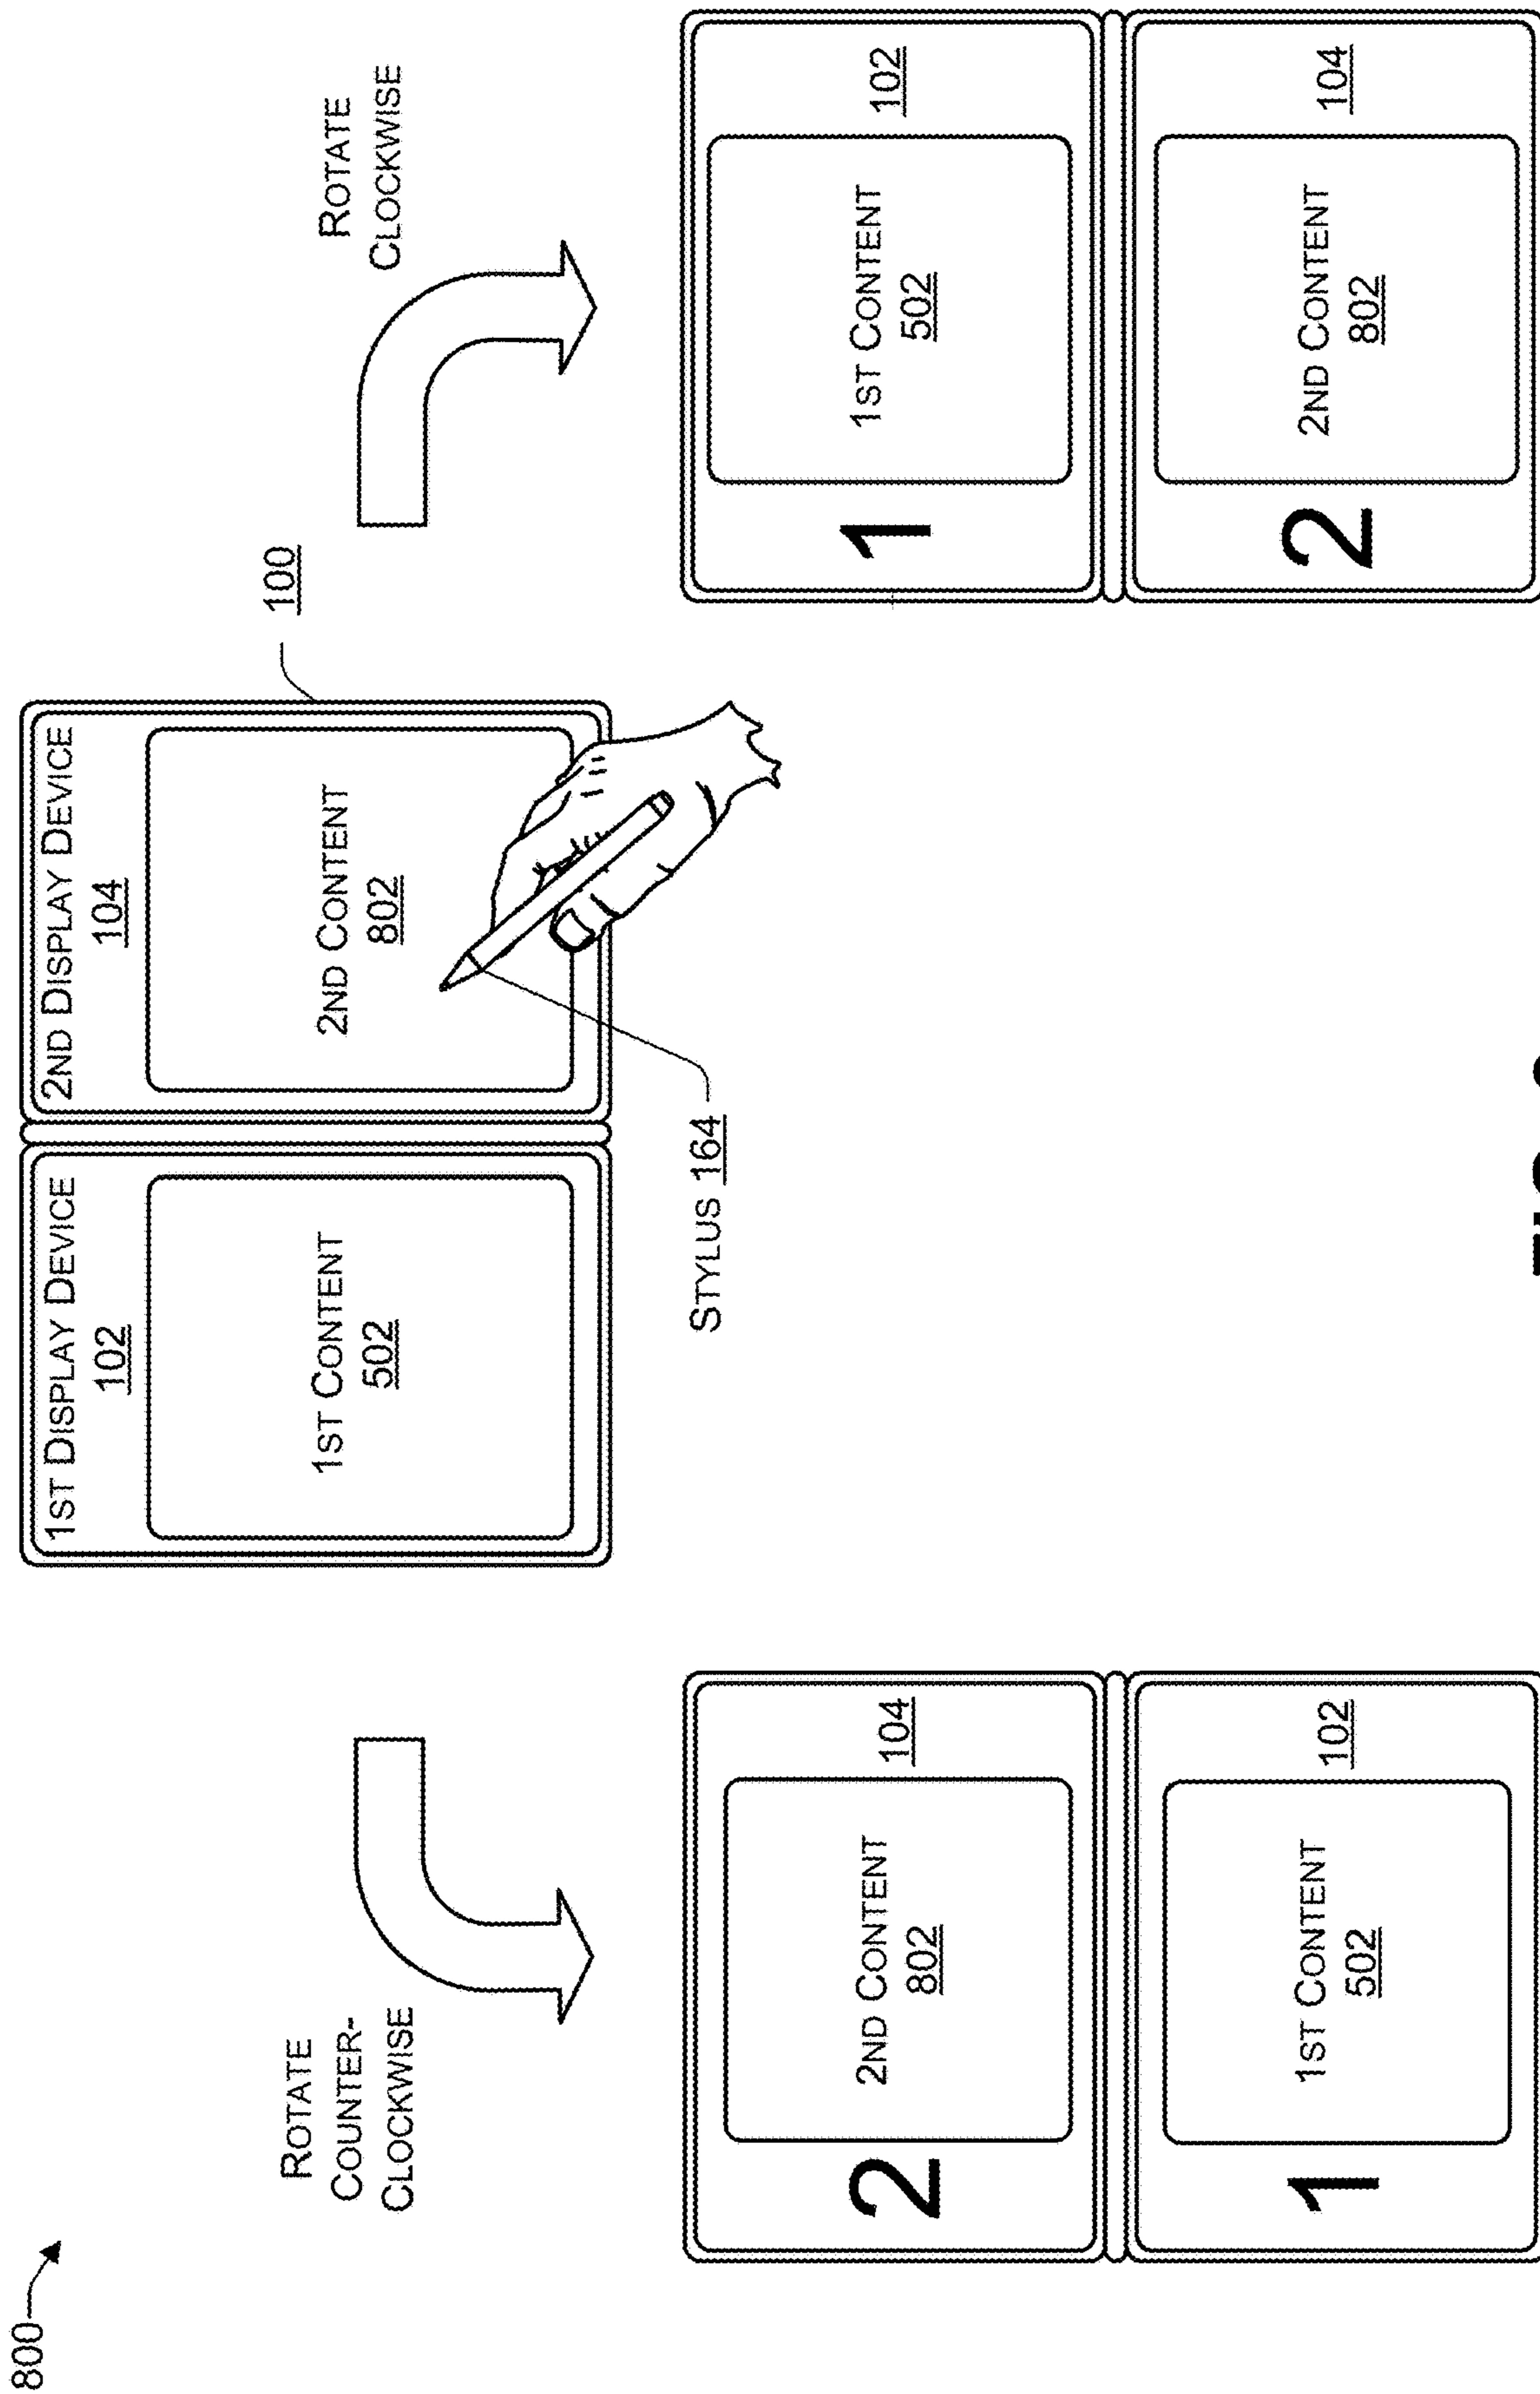 800
1ST DISPLAY DEVICE
102
1ST CONTENT
502
2ND DISPLAY DEVICE
104
2ND CONTENT
802
100
STYLUS 164
ROTATE
COUNTER-
CLOCKWISE
ROTATE
CLOCKWISE
2
2ND CONTENT
802
104
1
1ST CONTENT
502
102
1
1ST CONTENT
502
102
2
2ND CONTENT
802
104